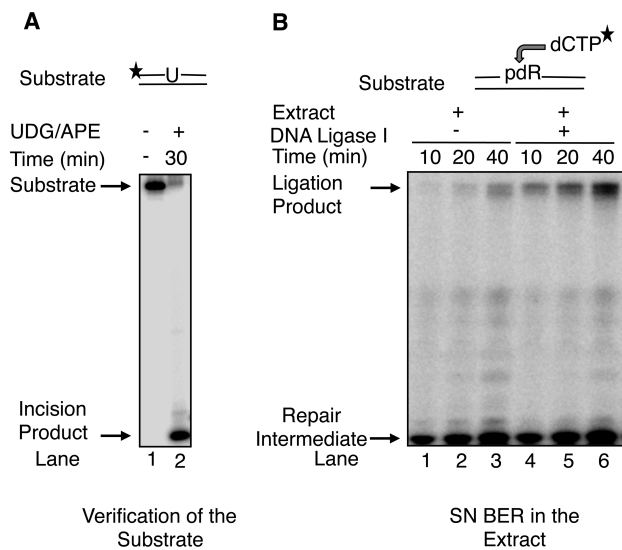 A
Substrate
U
UDG/APE - +
Time (min) - 30
Substrate
Incision
Product
Lane 1 2
Verification of the
Substrate
B
dCTP
pdR
Substrate
Extract + +
DNA Ligase I - +
Time (min) 10 20 40 10 20 40
Ligation
Product
Repair
Intermediate
Lane 1 2 3 4 5 6
SN BER in the
Extract